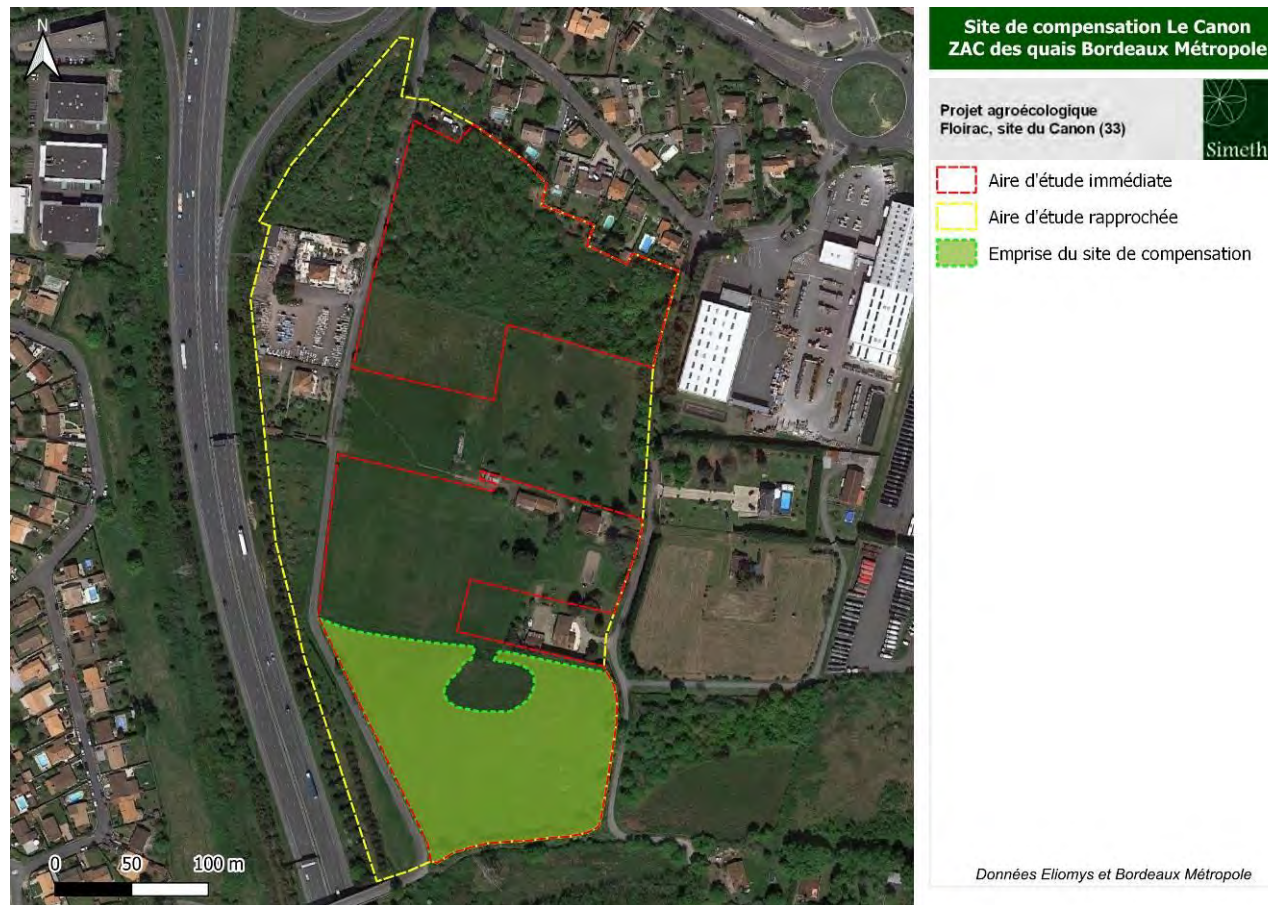 N
0 50 100 m
Site de compensation Le Canon
ZAC des quais Bordeaux Métropole
Projet agroécologique
Floirac, site du Canon (33)
Simeth
Aire d'étude immédiate
Aire d'étude rapprochée
Emprise du site de compensation
Données Eliomys et Bordeaux Métropole